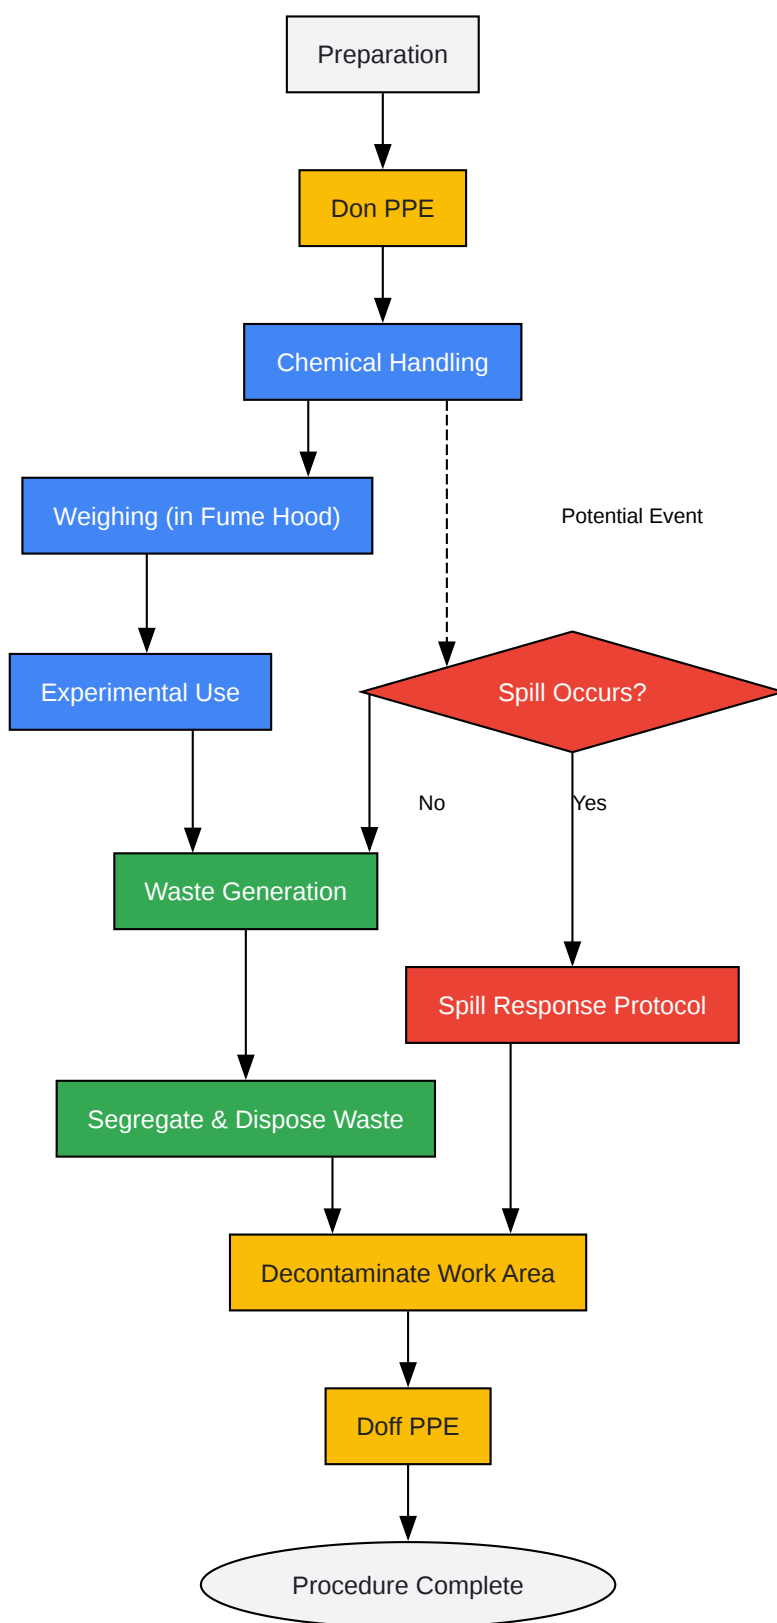 Preparation
Don PPE
Chemical Handling
Weighing (in Fume Hood)
Potential Event
Experimental Use
Spill Occurs?
No
Yes
Waste Generation
Spill Response Protocol
Segregate & Dispose Waste
Decontaminate Work Area
Doff PPE
Procedure Complete